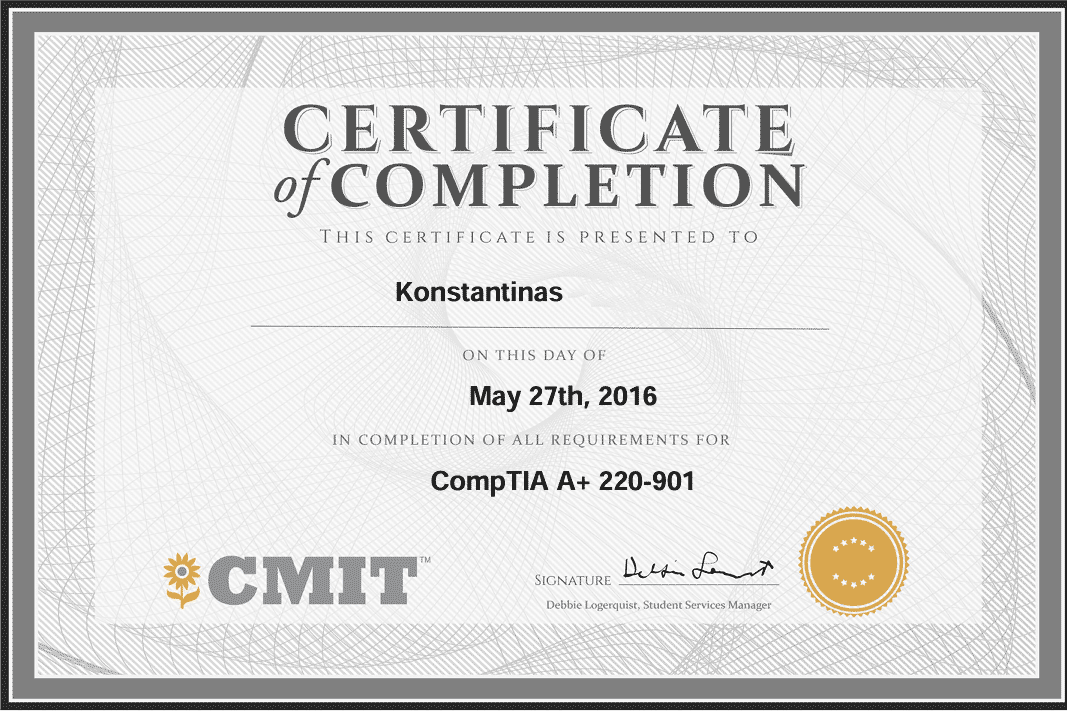 CERTIFICATE
of COMPLETION
THIS CERTIFICATE IS PRESENTED TO
Konstantinas
ON THIS DAY OF
May 27th, 2016
IN COMPLETION OF ALL REQUIREMENTS FOR
CompTIA A+ 220-901
CMIT™
SIGNATURE Debbie Logerquist
Debbie Logerquist, Student Services Manager